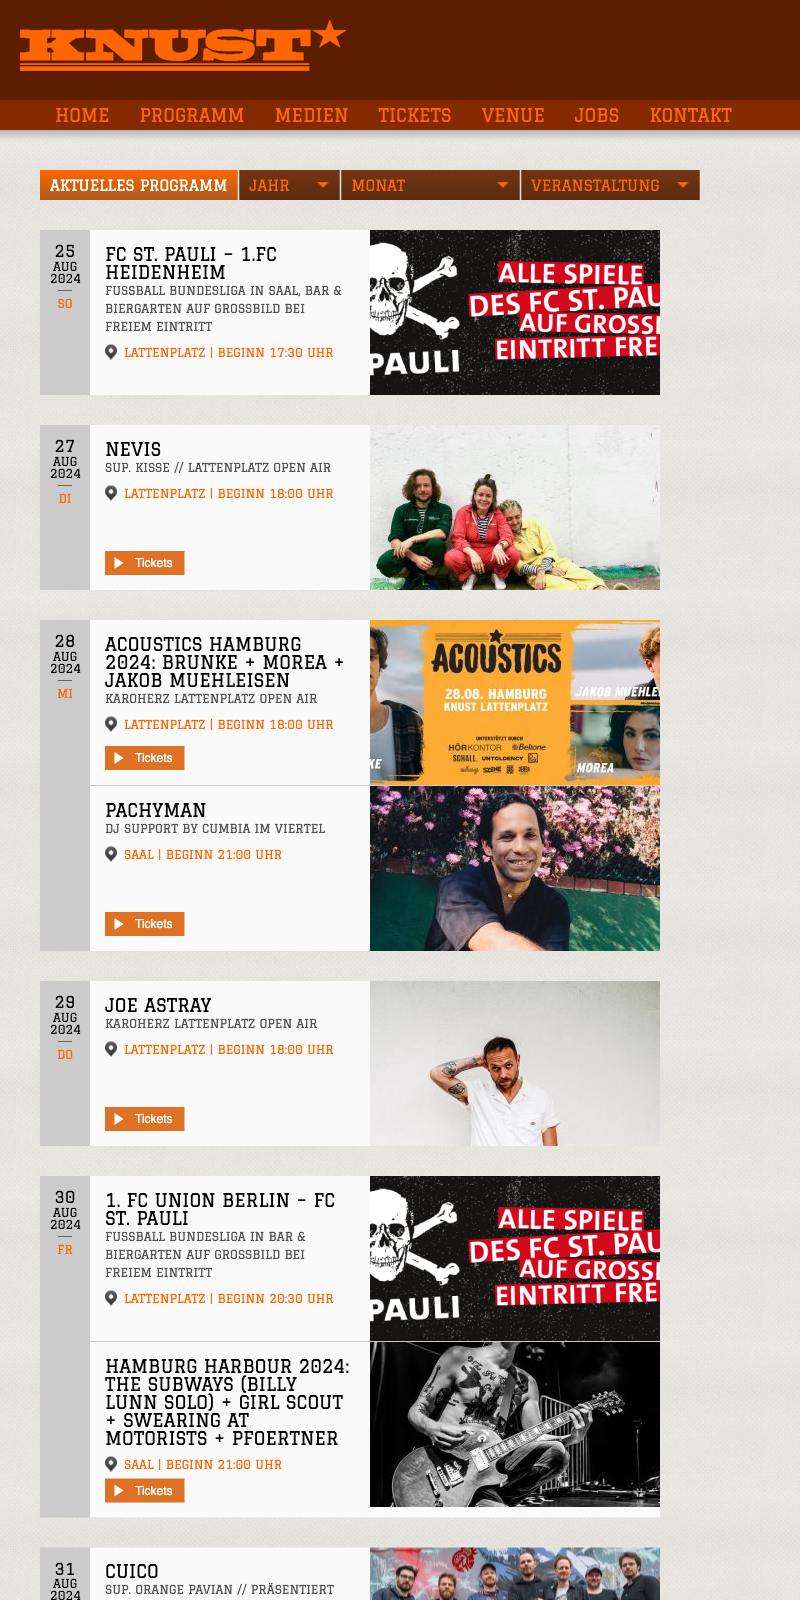 KNUST
HOME PROGRAMM MEDIEN TICKETS VENUE JOBS KONTAKT
AKTUELLES PROGRAMM JAHR MONAT VERANSTALTUNG
25
AUG
2024
SO
FC ST. PAULI – 1.FC
HEIDENHEIM
FUSSBALL BUNDESLIGA IN SAAL, BAR &
BIERGARTEN AUF GROSSBILD BEI
FREIEM EINTRITT
LATTENPLATZ | BEGINN 17:30 UHR
PAULI
ALLE SPIELE
DES FC ST. PAU
AUF GROSSI
EINTRITT FRE
27
AUG
2024
DI
NEVIS
SUP. KISSE // LATTENPLATZ OPEN AIR
LATTENPLATZ | BEGINN 18:00 UHR
Tickets
28
AUG
2024
MI
ACOUSTICS HAMBURG
2024: BRUNKE + MOREA +
JAKOB MUEHLEISEN
KAROHERZ LATTENPLATZ OPEN AIR
LATTENPLATZ | BEGINN 18:00 UHR
Tickets
ACOUSTICS
28.08. HAMBURG
KNUST LATTENPLATZ
JAKOB MUEHLEI
UNTERSTÜTZT DURCH
HÖRKONTOR Beltone
SCHALL. UNTGLDENCY
KE
MOREA
PACHYMAN
DJ SUPPORT BY CUMBIA IM VIERTEL
SAAL | BEGINN 21:00 UHR
Tickets
29
AUG
2024
DO
JOE ASTRAY
KAROHERZ LATTENPLATZ OPEN AIR
LATTENPLATZ | BEGINN 18:00 UHR
Tickets
30
AUG
2024
FR
1. FC UNION BERLIN – FC
ST. PAULI
FUSSBALL BUNDESLIGA IN BAR &
BIERGARTEN AUF GROSSBILD BEI
FREIEM EINTRITT
LATTENPLATZ | BEGINN 20:30 UHR
PAULI
ALLE SPIELE
DES FC ST. PAU
AUF GROSSI
EINTRITT FRE
HAMBURG HARBOUR 2024:
THE SUBWAYS (BILLY
LUNN SOLO) + GIRL SCOUT
+ SWEARING AT
MOTORISTS + PFOERTNER
SAAL | BEGINN 21:00 UHR
Tickets
31
AUG
2024
CUICO
SUP. ORANGE PAVIAN // PRÄSENTIERT